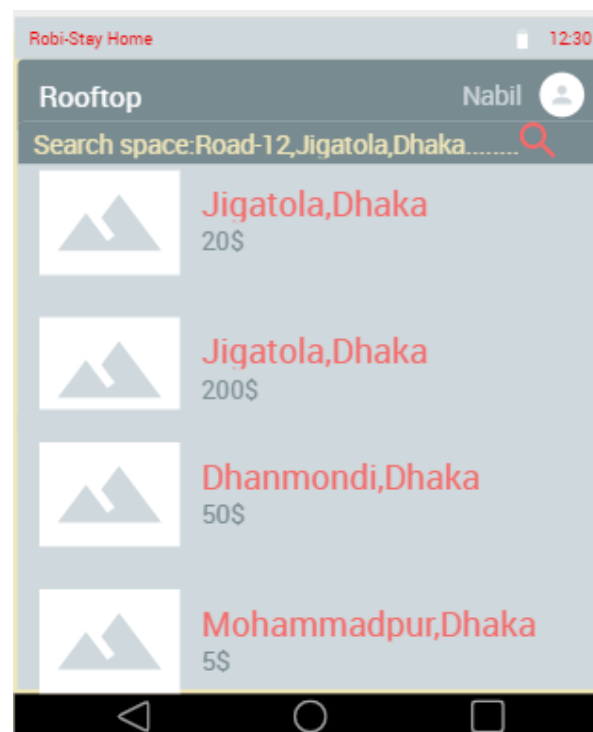 Robi-Stay Home 12:30
Rooftop Nabil
Search space:Road-12,Jigatola,Dhaka........
Jigatola,Dhaka
20$
Jigatola,Dhaka
200$
Dhanmondi,Dhaka
50$
Mohammadpur,Dhaka
5$